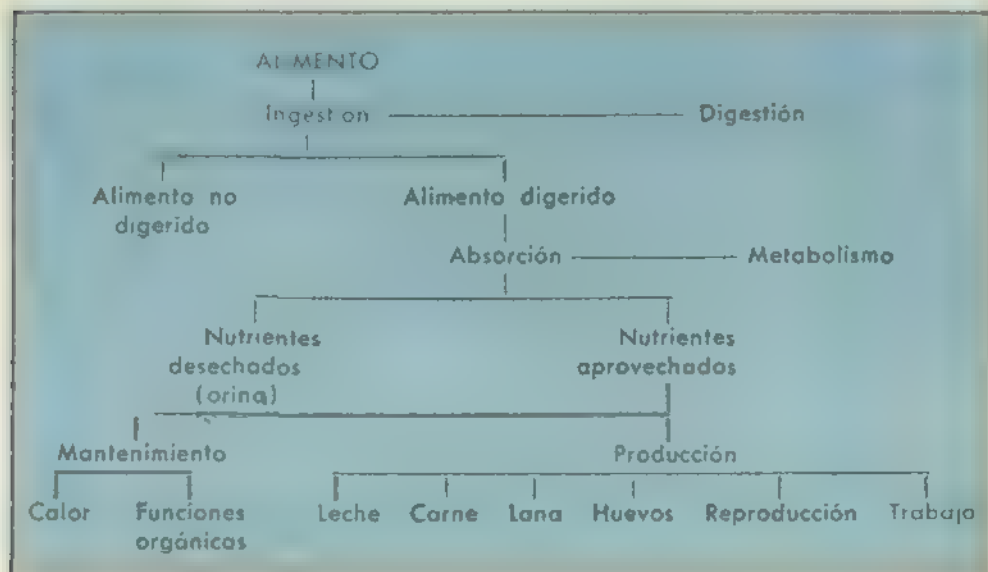 ALIMENTO
Ingestion Digestión
Alimento no Alimento digerido
digerido
Absorción Metabolismo
Nutrientes Nutrientes
desechados aprovechados
(orina)
Mantenimiento Producción
Calor Funciones Leche Carne Lana Huevos Reproducción Trabajo
orgánicas